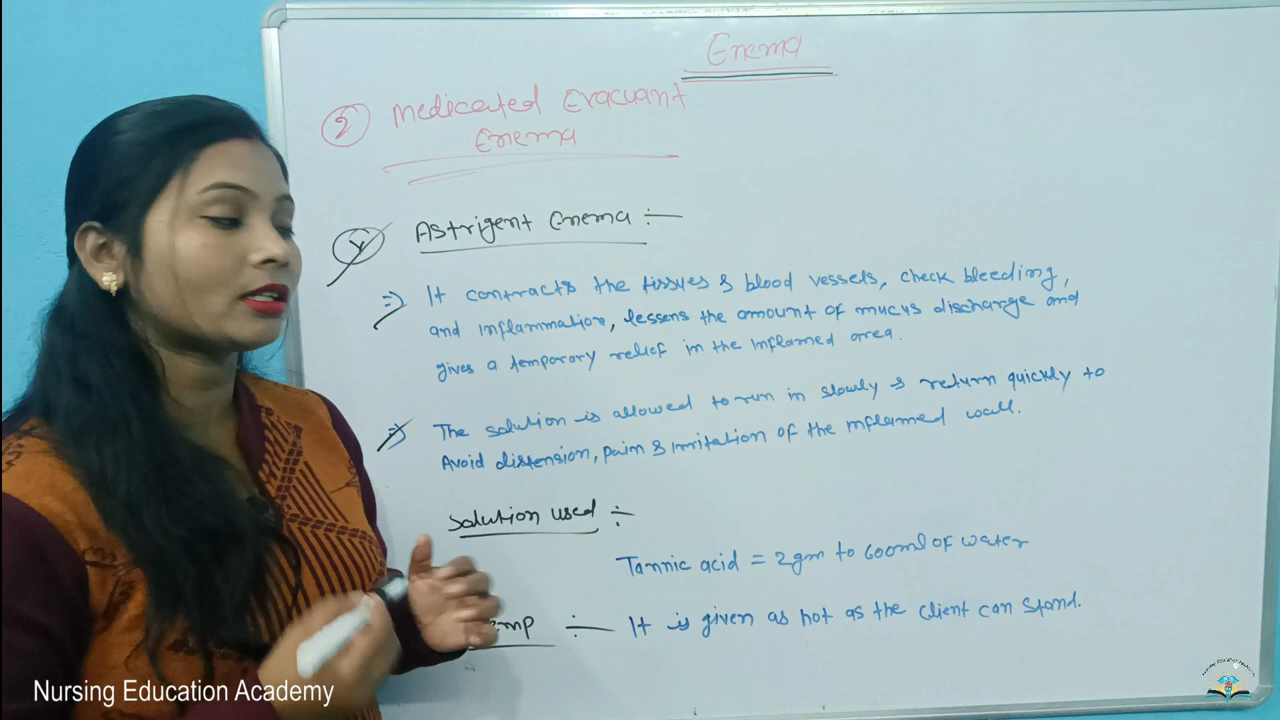 Enema
2 Medicated Evacuant
Enema
Astrigent Enema :-
=> It contracts the tissues & blood vessels, check bleeding,
and inflammation, lessens the amount of mucus discharge and
gives a temporary relief in the inflamed area.
=> The solution is allowed to run in slowly & return quickly to
Avoid distension, pain & irritation of the inflamed wall.
Solution used ÷
Tannic acid = 2gm to 600ml of water
emp ÷ It is given as hot as the client can stand.
Nursing Education Academy